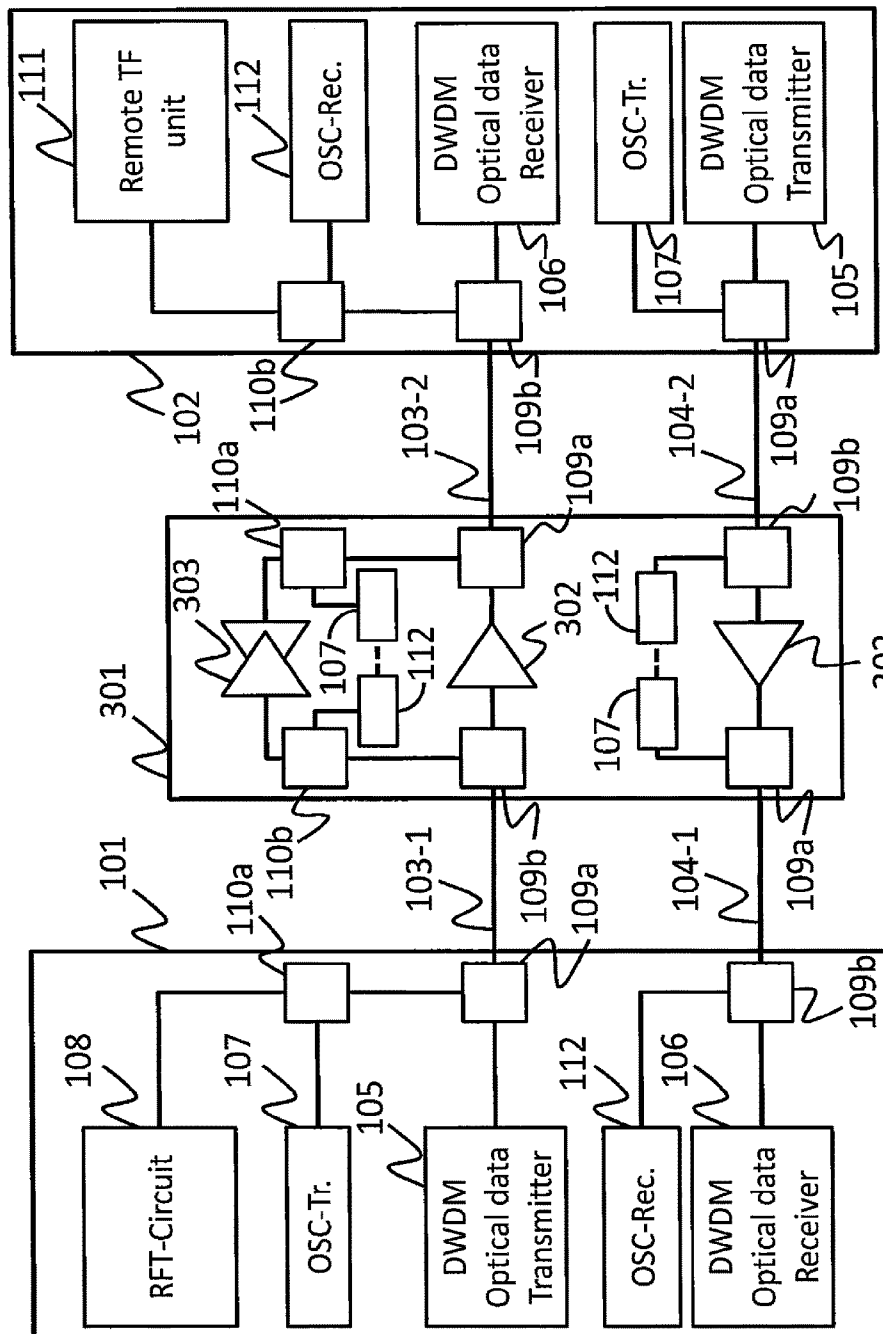 101
108
RFT-Circuit
110a
107
OSC-Tr.
105
DWDM
Optical data
Transmitter
109a
112
OSC-Rec.
106
DWDM
Optical data
Receiver
109b
103-1
104-1
301
303
110b
110a
107
112
109b
302
109a
107
112
109a
109b
103-2
104-2
102
111
Remote TF
unit
112
OSC-Rec.
110b
DWDM
Optical data
Receiver
106
109b
OSC-Tr.
107
DWDM
Optical data
Transmitter
105
109a